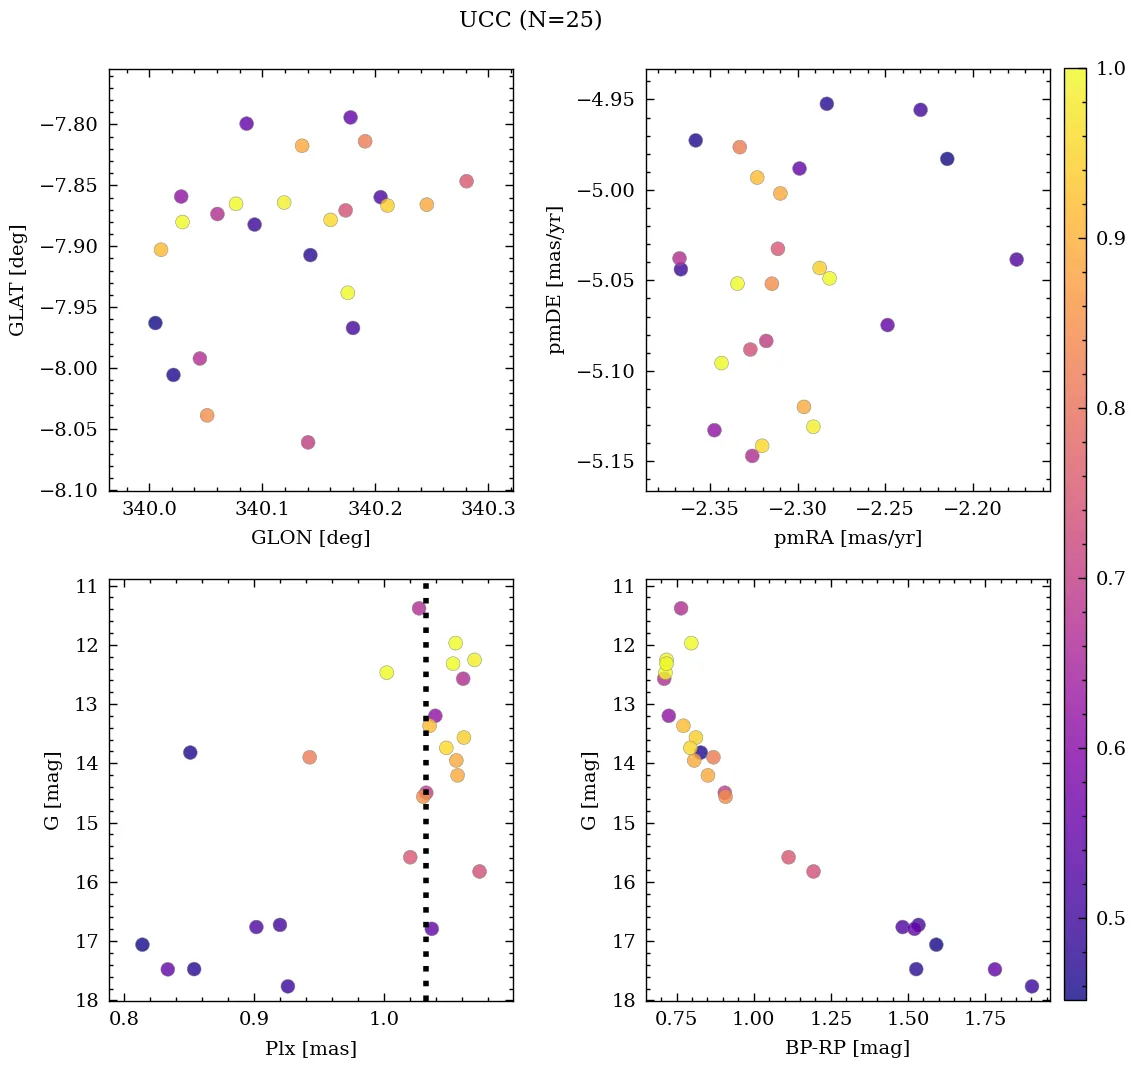 UCC (N=25)
−7.80
−7.85
−7.90
−7.95
−8.00
−8.05
−8.10
GLAT [deg]
340.0 340.1 340.2 340.3
GLON [deg]
−4.95
−5.00
−5.05
−5.10
−5.15
pmDE [mas/yr]
−2.35 −2.30 −2.25 −2.20
pmRA [mas/yr]
11
12
13
14
15
16
17
18
G [mag]
0.8 0.9 1.0
Plx [mas]
11
12
13
14
15
16
17
18
G [mag]
0.75 1.00 1.25 1.50 1.75
BP-RP [mag]
1.0
0.9
0.8
0.7
0.6
0.5